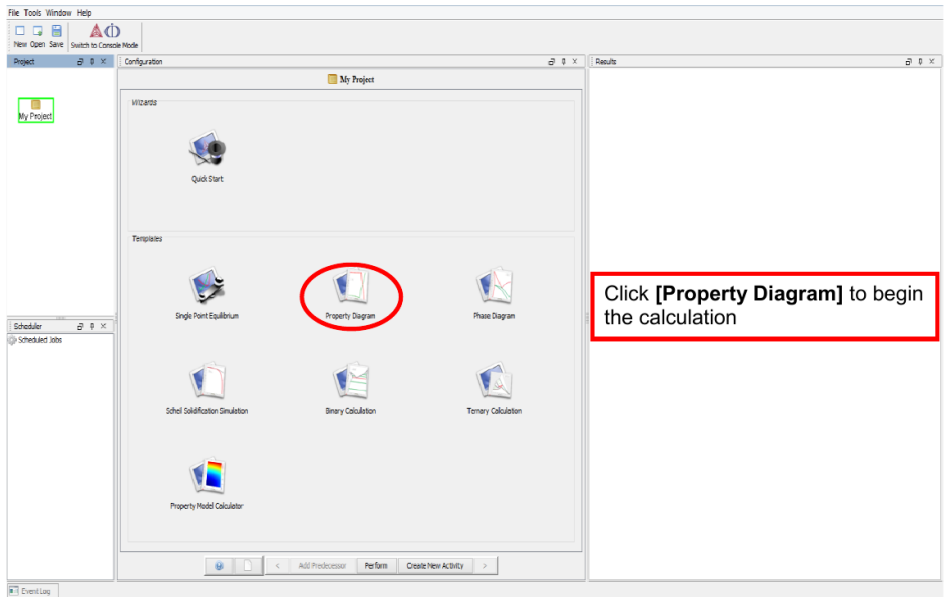 File Tools Window Help
New Open Save Switch to Console Mode
Project
Configuration
Results
My Project
My Project
Wizards
Quick Start
Templates
Single Point Equilibrium
Property Diagram
Phase Diagram
Click [Property Diagram] to begin
the calculation
Scheduler
Scheduled Jobs
Scheil Solidification Simulation
Binary Calculation
Ternary Calculation
Property Model Calculator
< Add Predecessor Perform Create New Activity >
Event Log